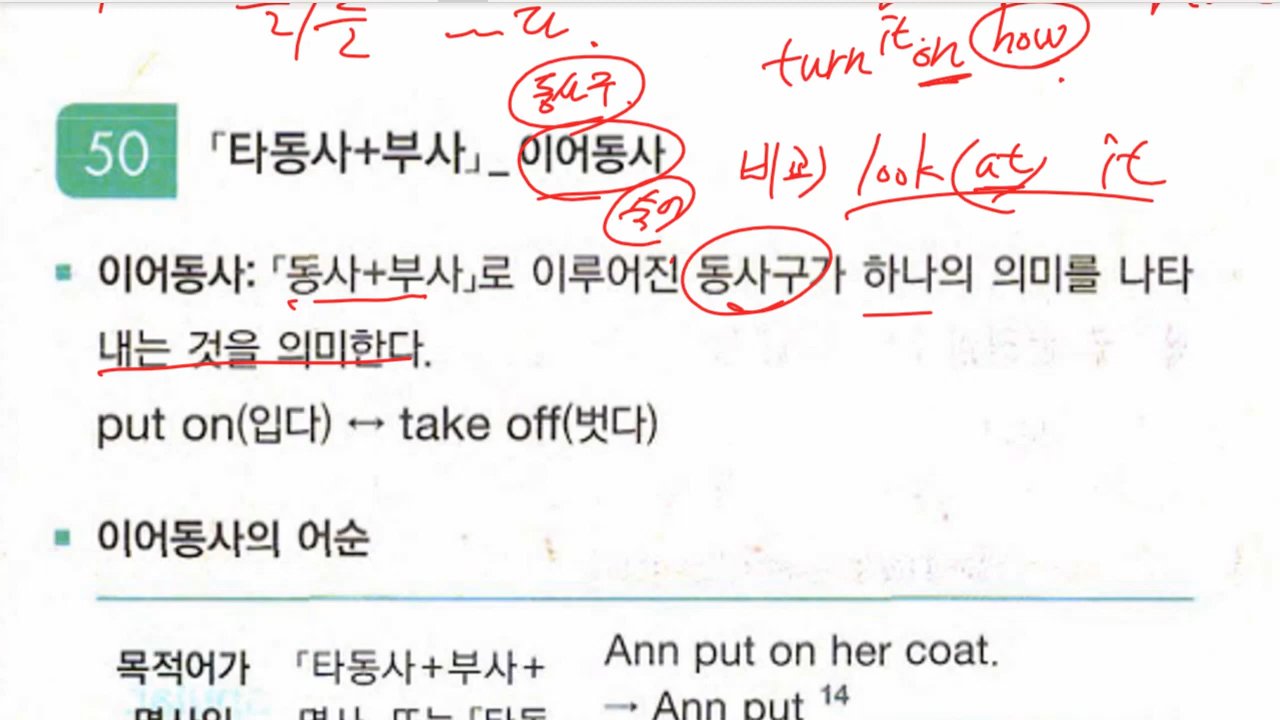 turn it on how
동사구
50 「타동사+부사」_ 이어동사
비교) look at it
숙어
이어동사: 「동사+부사」로 이루어진 동사구가 하나의 의미를 나타
내는 것을 의미한다.
put on(입다) ↔ take off(벗다)
이어동사의 어순
목적어가 「타동사+부사+ Ann put on her coat.
→ Ann put 14